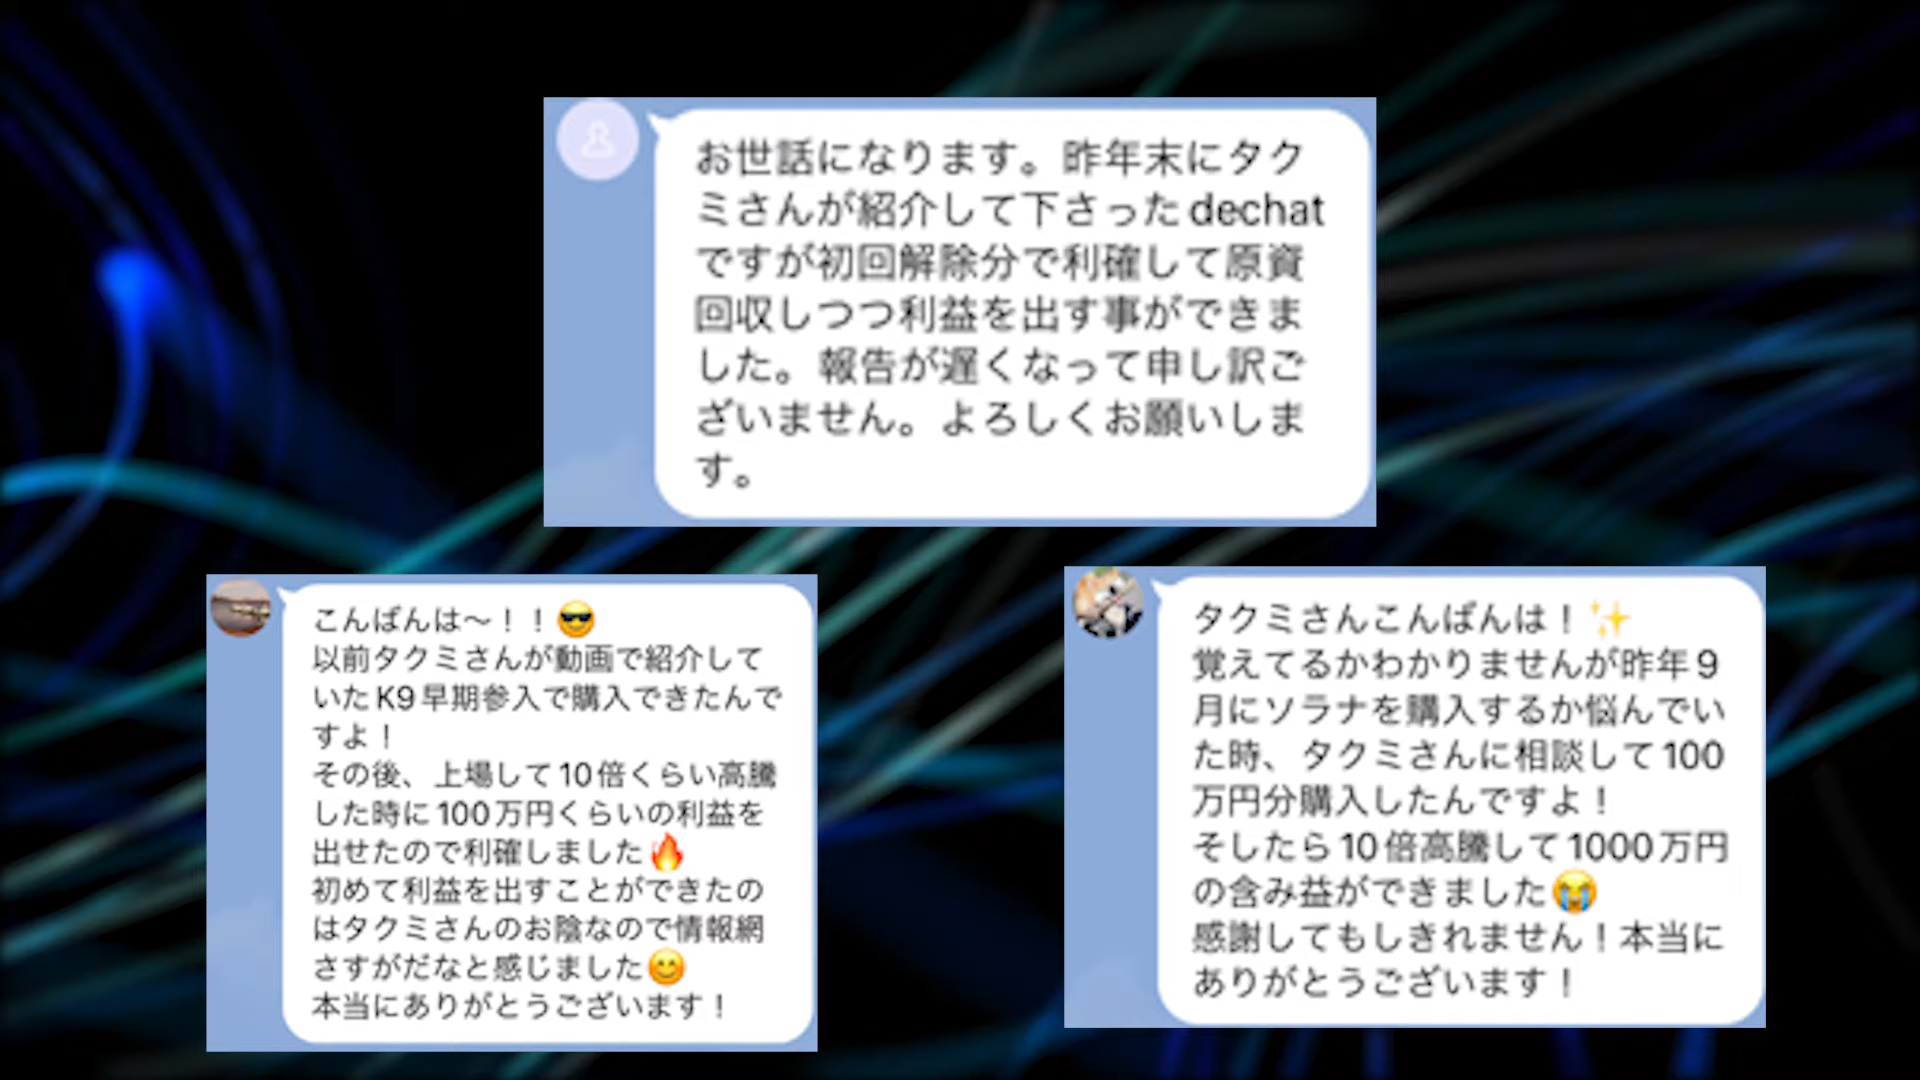 お世話になります。昨年末にタク
ミさんが紹介して下さったdechat
ですが初回解除分で利確して原資
回収しつつ利益を出す事ができま
した。報告が遅くなって申し訳ご
ざいません。よろしくお願いしま
す。
こんばんは〜！！😎
以前タクミさんが動画で紹介して
いたK9早期参入で購入できたんで
すよ！
その後、上場して10倍くらい高騰
した時に100万円くらいの利益を
出せたので利確しました🔥
初めて利益を出すことができたの
はタクミさんのお陰なので情報網
さすがだなと感じました😊
本当にありがとうございます！
タクミさんこんばんは！✨
覚えてるかわかりませんが昨年9
月にソラナを購入するか悩んでい
た時、タクミさんに相談して100
万円分購入したんですよ！
そしたら10倍高騰して1000万円
の含み益ができました😭
感謝してもしきれません！本当に
ありがとうございます！